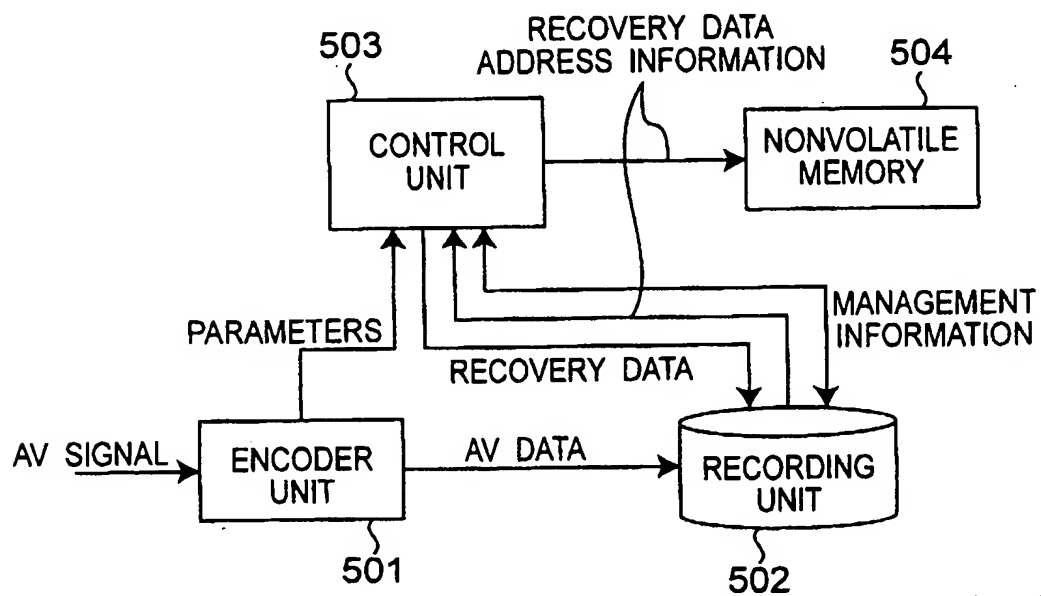 RECOVERY DATA
ADDRESS INFORMATION
503
504
CONTROL
UNIT
NONVOLATILE
MEMORY
PARAMETERS
MANAGEMENT
INFORMATION
RECOVERY DATA
AV SIGNAL
ENCODER
UNIT
AV DATA
RECORDING
UNIT
501
502